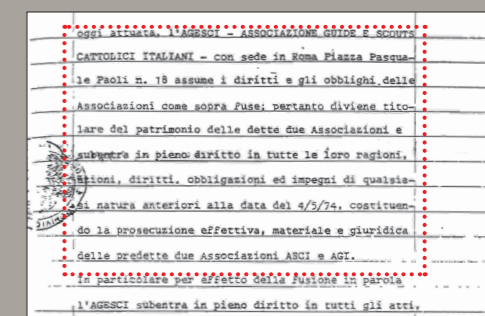 oggi attuata, l'AGESCI - ASSOCIAZIONE GUIDE E SCOUTS
CATTOLICI ITALIANI - con sede in Roma Piazza Pasqua-
le Paoli n. 18 assume i diritti e gli obblighi delle
Associazioni come sopra fuse; pertanto diviene tito-
lare del patrimonio delle dette due Associazioni e
subentra in pieno diritto in tutte le loro ragioni,
azioni, diritti, obbligazioni ed impegni di qualsia-
si natura anteriori alla data del 4/5/74, costituen-
do la prosecuzione effettiva, materiale e giuridica
delle predette due Associazioni ASCI e AGI.
In particolare per effetto della fusione in parola
l'AGESCI subentra in pieno diritto in tutti gli atti,